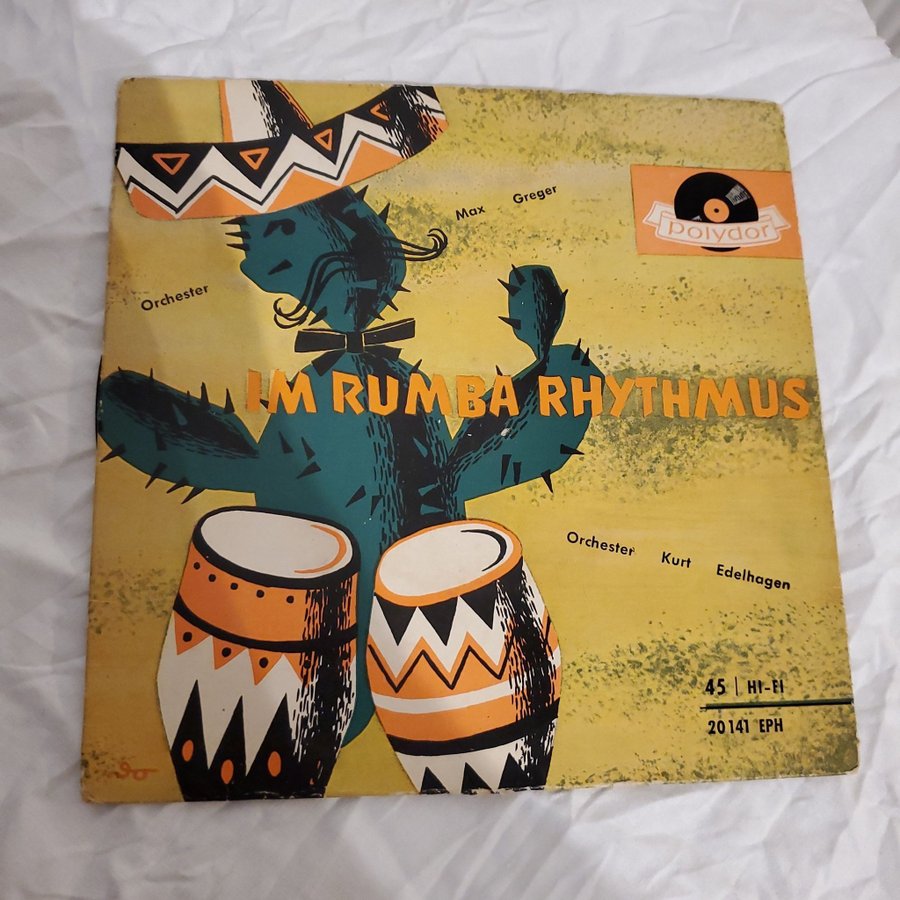 Max Greger
polydor
Orchester
IM RUMBA RHYTHMUS
Orchester Kurt Edelhagen
45 | HI-FI
20141 EPH